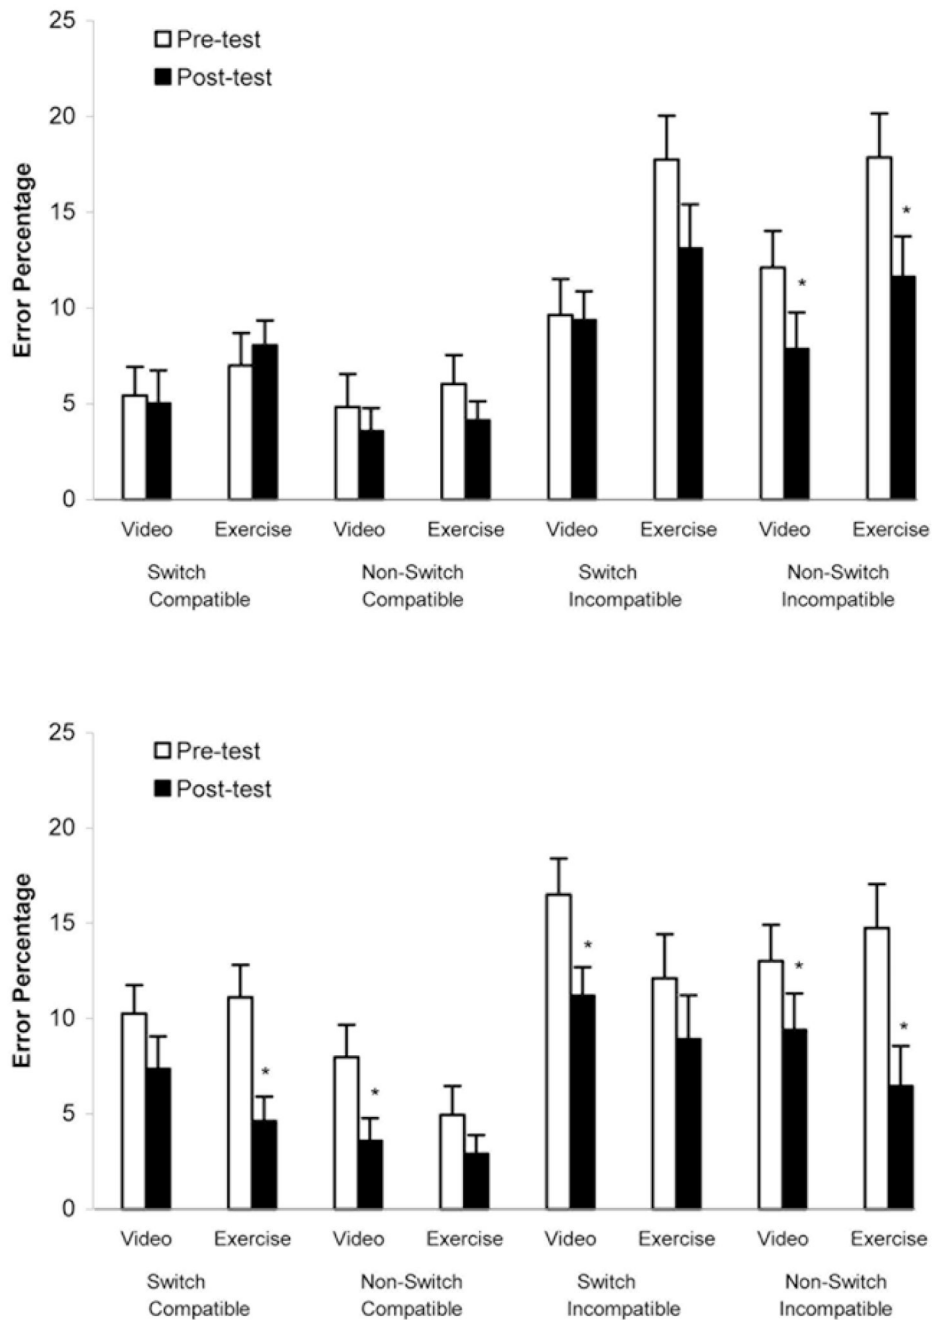 25
Pre-test
Post-test
20
15
10
5
0
Error Percentage
*
*
Video Exercise Video Exercise Video Exercise Video Exercise
Switch Non-Switch Switch Non-Switch
Compatible Compatible Incompatible Incompatible
25
Pre-test
Post-test
20
15
10
5
0
Error Percentage
*
*
*
*
*
Video Exercise Video Exercise Video Exercise Video Exercise
Switch Non-Switch Switch Non-Switch
Compatible Compatible Incompatible Incompatible